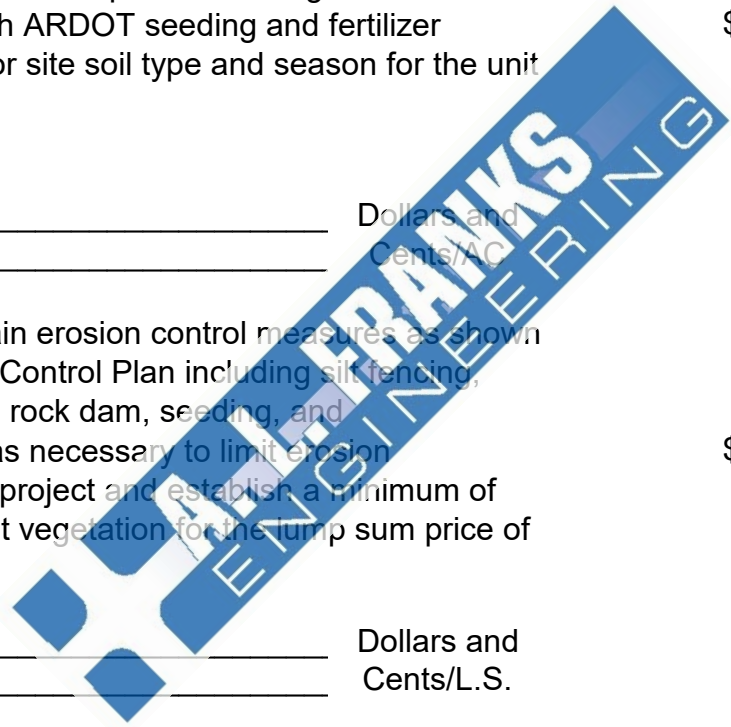 h ARDOT seeding and fertilizer
or site soil type and season for the unit
Dollars and
Cents/AC
ain erosion control measures as shown
Control Plan including silt fencing,
rock dam, seeding, and
as necessary to limit erosion
project and establish a minimum of
t vegetation for the lump sum price of
Dollars and
Cents/L.S.
$
$
A.L. FRANKS
ENGINEERING